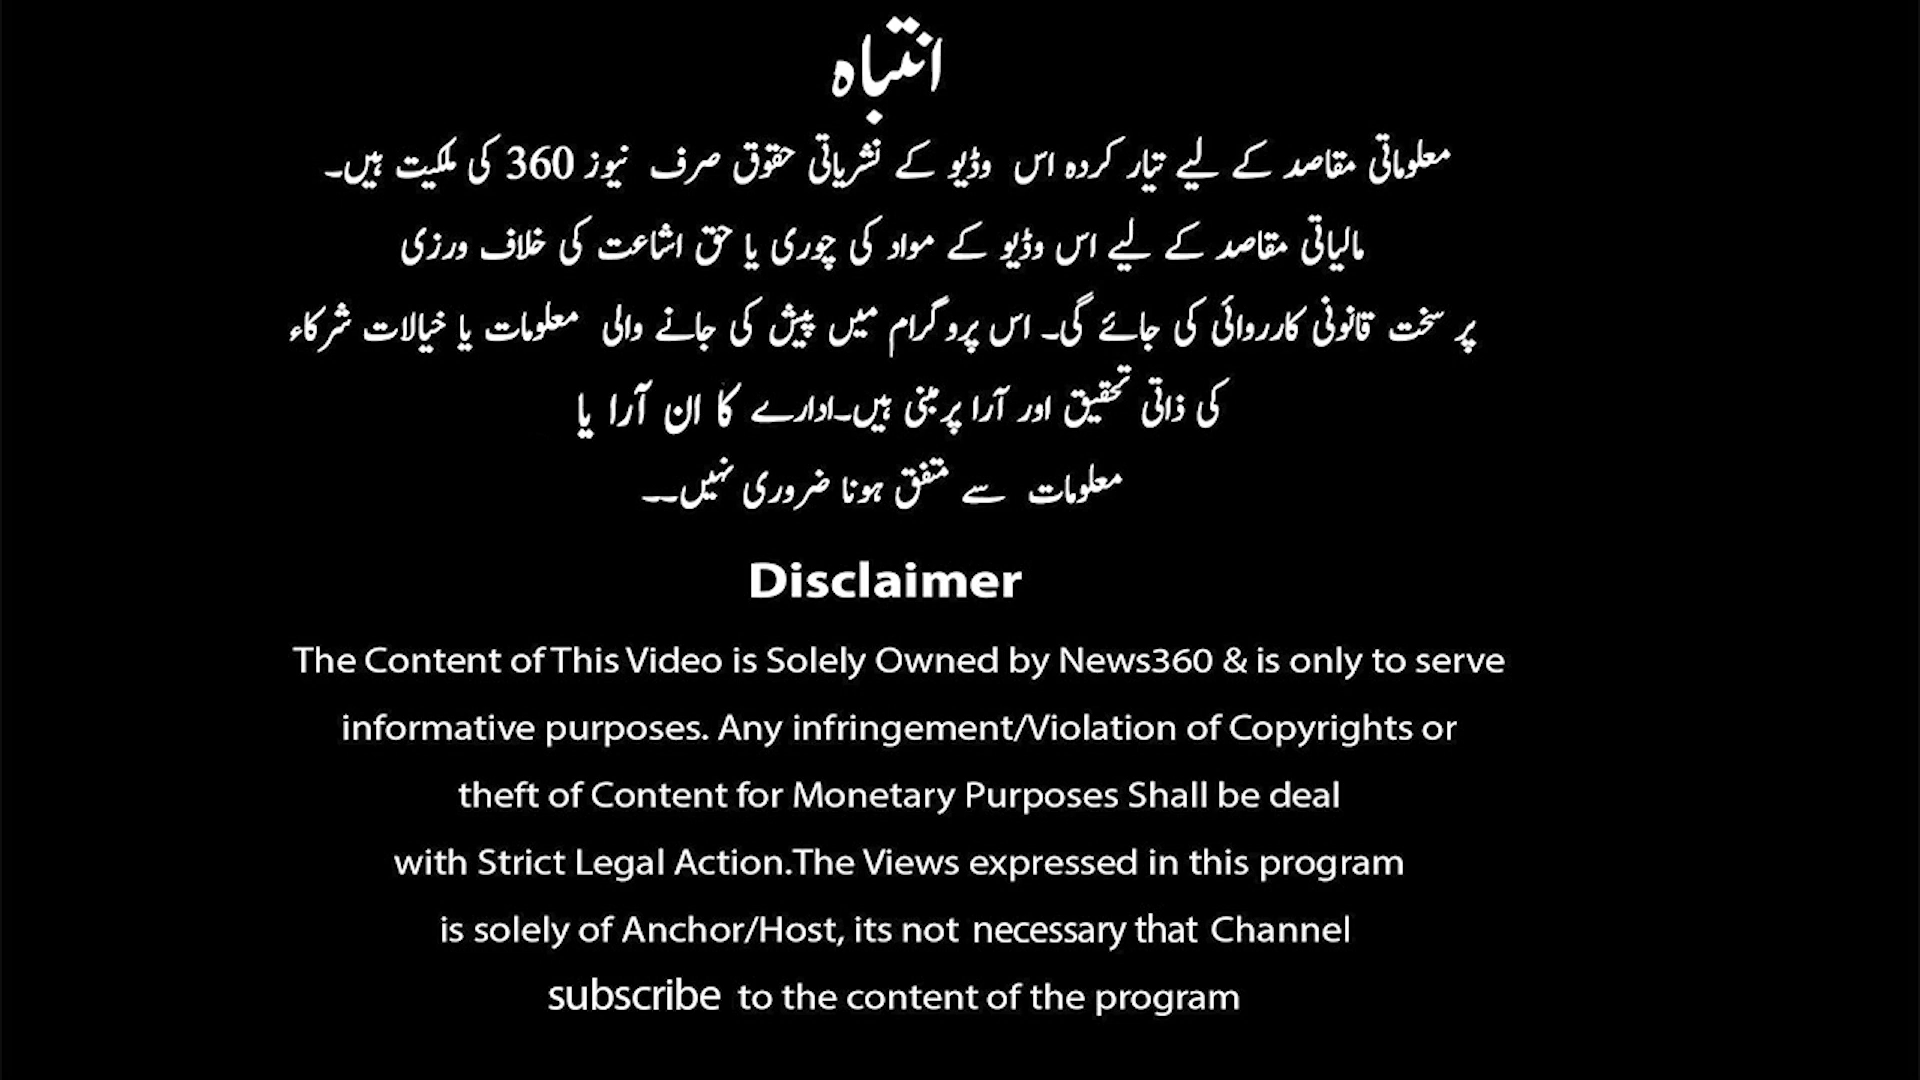 انتباہ
معلوماتی مقاصد کے لیے تیار کردہ اس وڈیو کے نشریاتی حقوق صرف نیوز 360 کی ملکیت ہیں۔
مالیاتی مقاصد کے لیے اس وڈیو کے مواد کی چوری یا حق اشاعت کی خلاف ورزی
پر سخت قانونی کارروائی کی جائے گی۔ اس پروگرام میں پیش کی جانے والی معلومات یا خیالات شرکاء
کی ذاتی تحقیق اور آرا پر مبنی ہیں۔ادارے کا ان آرا یا
معلومات سے متفق ہونا ضروری نہیں۔۔
Disclaimer
The Content of This Video is Solely Owned by News360 & is only to serve
informative purposes. Any infringement/Violation of Copyrights or
theft of Content for Monetary Purposes Shall be deal
with Strict Legal Action.The Views expressed in this program
is solely of Anchor/Host, its not necessary that Channel
subscribe to the content of the program